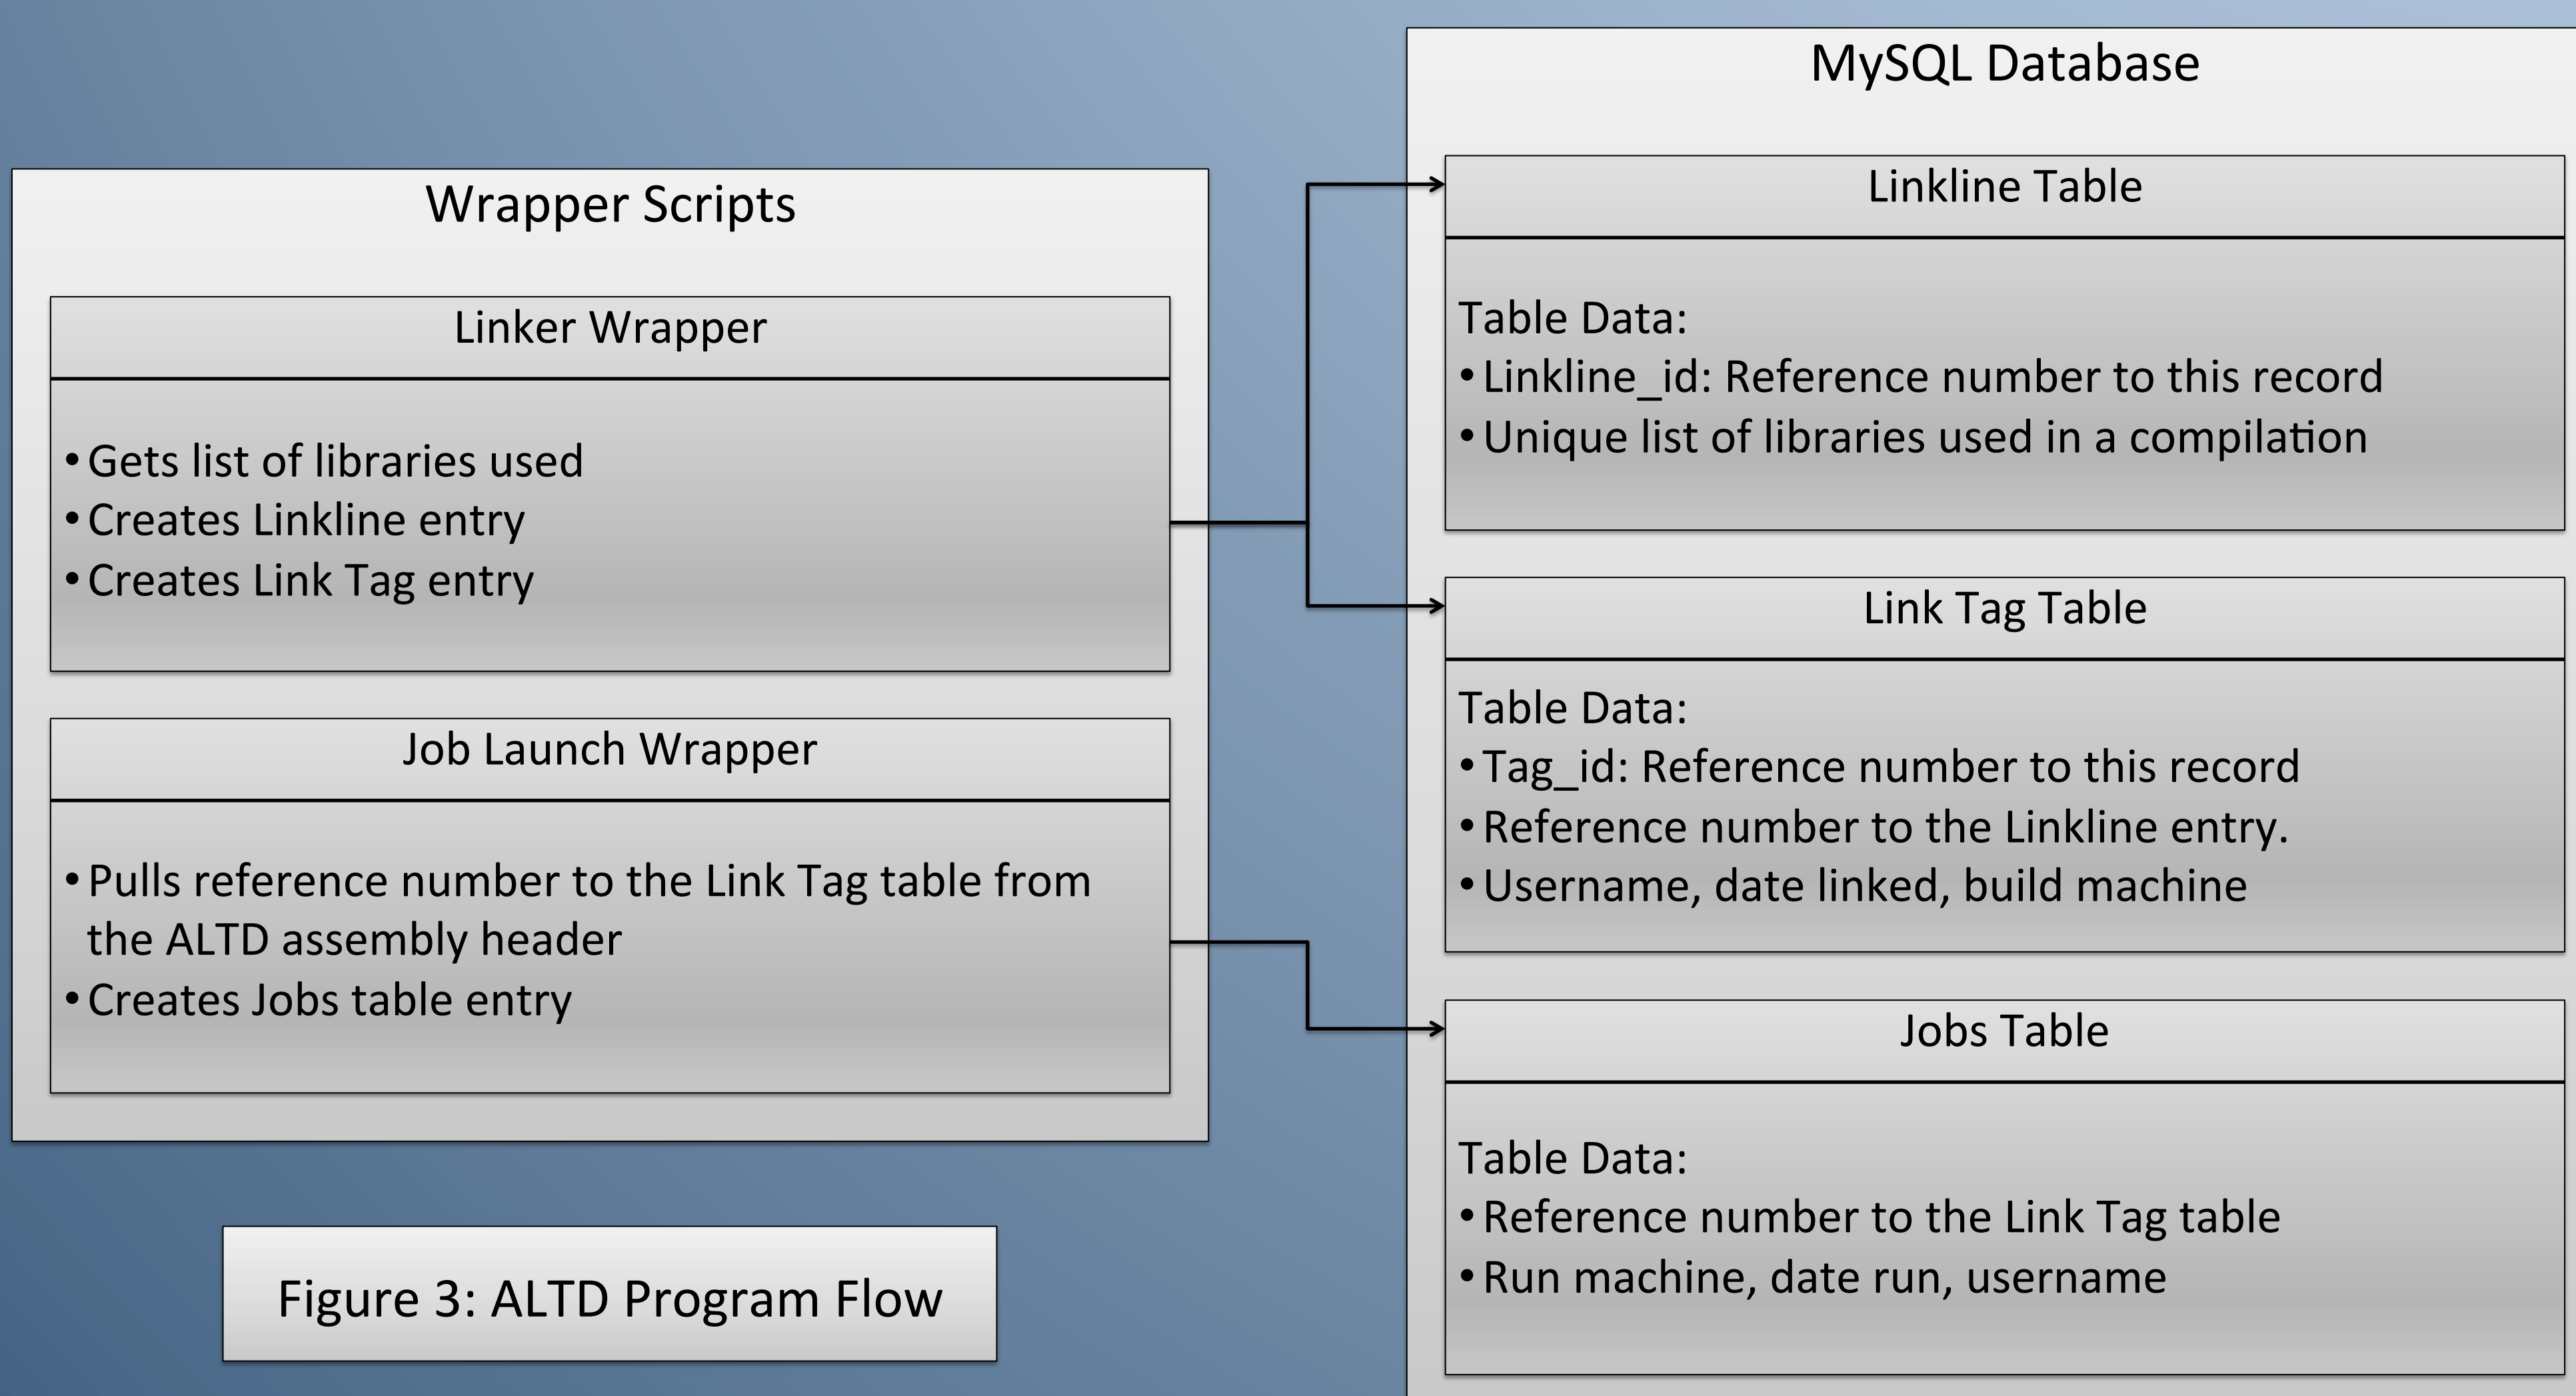 Wrapper Scripts
Linker Wrapper
• Gets list of libraries used
• Creates Linkline entry
• Creates Link Tag entry
Job Launch Wrapper
• Pulls reference number to the Link Tag table from
the ALTD assembly header
• Creates Jobs table entry
Figure 3: ALTD Program Flow
MySQL Database
Linkline Table
Table Data:
• Linkline_id: Reference number to this record
• Unique list of libraries used in a compilation
Link Tag Table
Table Data:
• Tag_id: Reference number to this record
• Reference number to the Linkline entry.
• Username, date linked, build machine
Jobs Table
Table Data:
• Reference number to the Link Tag table
• Run machine, date run, username